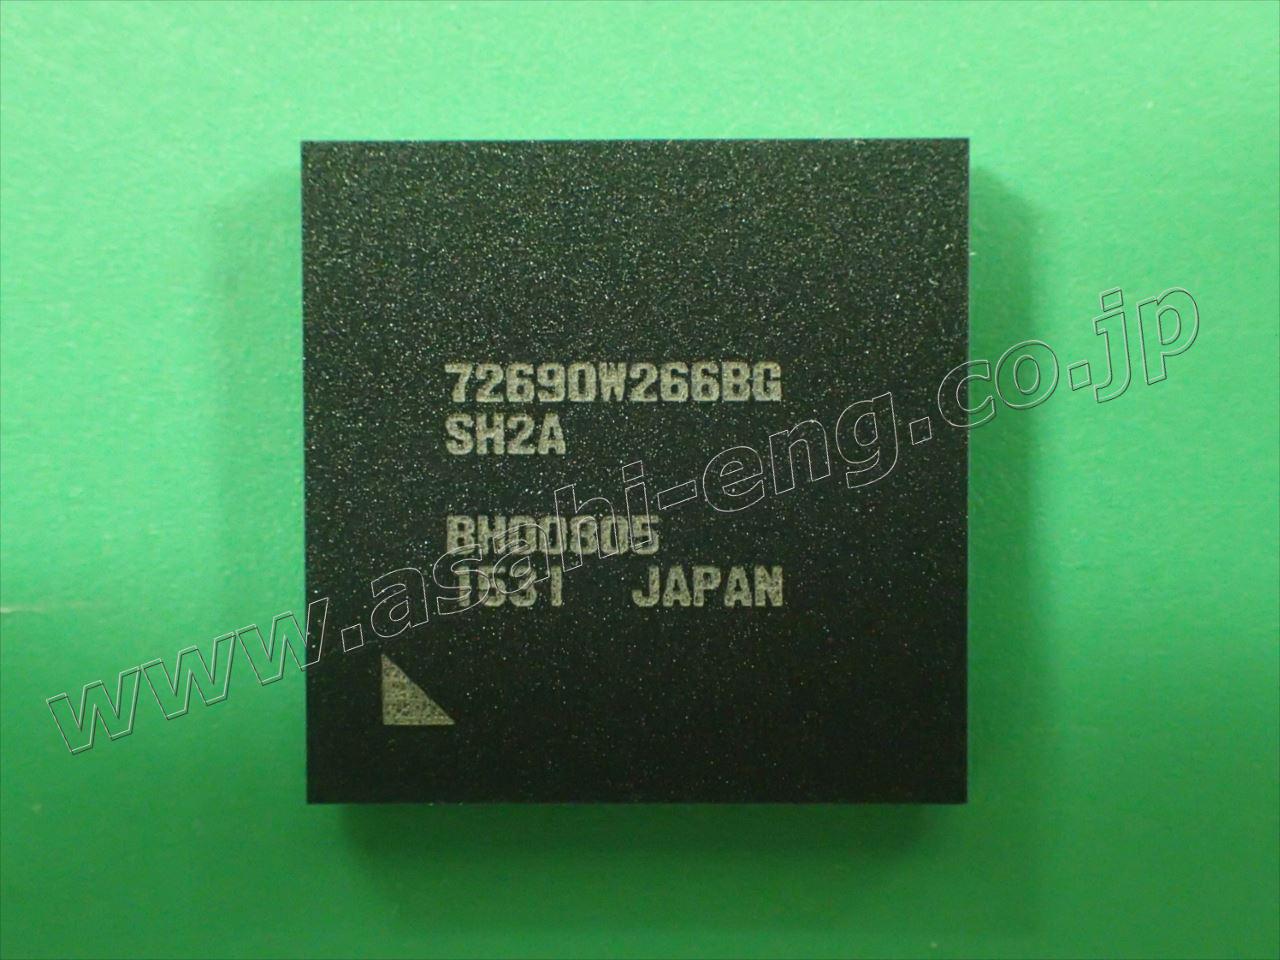 72690W266BG
SH2A
BH00805
1531 JAPAN
www.asahi-eng.co.jp